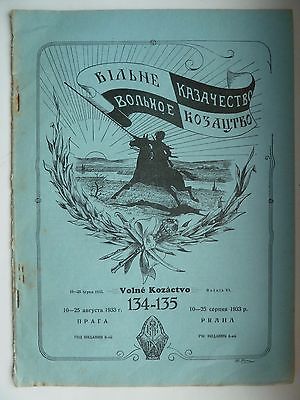 ВІЛЬНЕ КАЗАЧЕСТВО
ВОЛЬНОЕ КОЗАЦТВО
Volné Kozáctvo
134-135
10—25 августа 1933 г. 10—25 серпня 1933 р.
ПРАГА
ГОД ИЗДАНИЯ 6-ой РІК ВИДАННЯ 6-ий